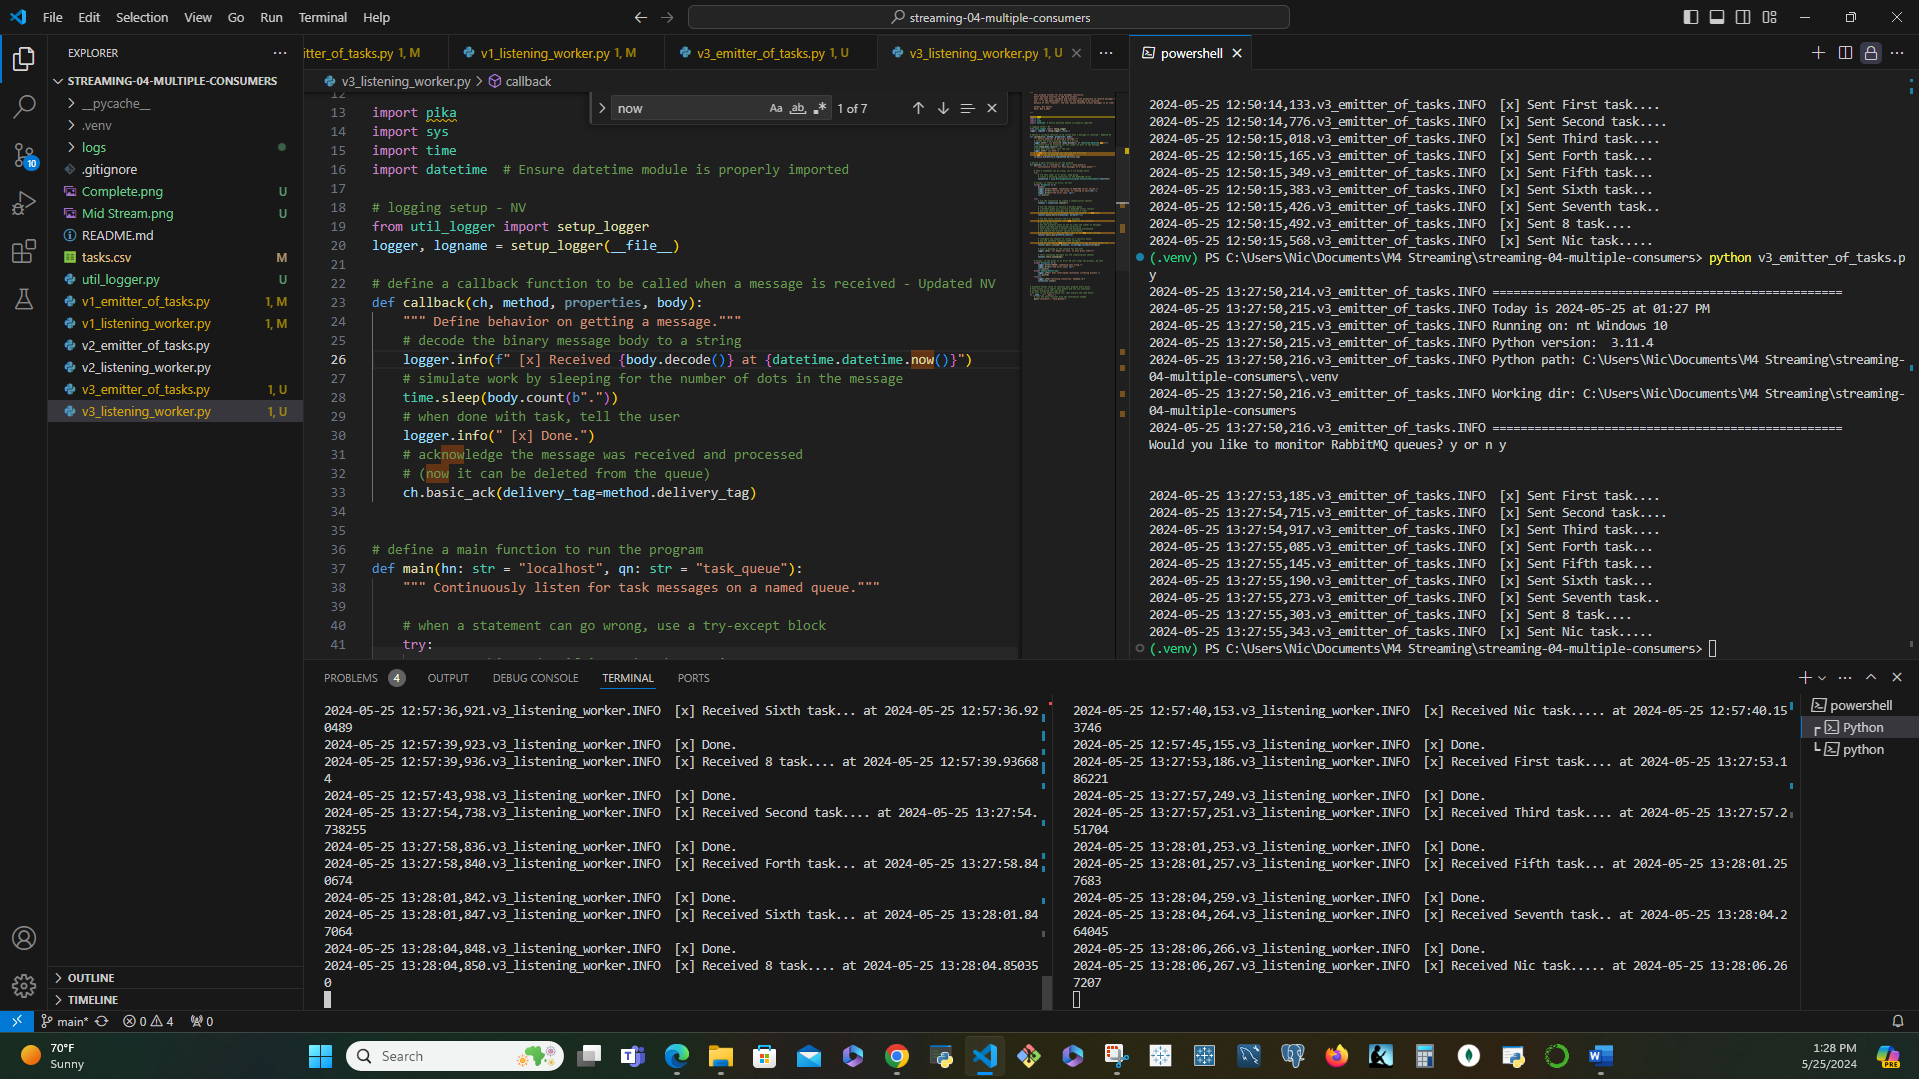 File Edit Selection View Go Run Terminal Help
streaming-04-multiple-consumers
EXPLORER
STREAMING-04-MULTIPLE-CONSUMERS
__pycache__
.venv
logs
.gitignore
Complete.png U
Mid Stream.png U
README.md
tasks.csv M
util_logger.py U
v1_emitter_of_tasks.py 1, M
v1_listening_worker.py 1, M
v2_emitter_of_tasks.py
v2_listening_worker.py
v3_emitter_of_tasks.py 1, U
v3_listening_worker.py 1, U
10
OUTLINE
TIMELINE
itter_of_tasks.py 1, M
v1_listening_worker.py 1, M
v3_emitter_of_tasks.py 1, U
v3_listening_worker.py 1, U
v3_listening_worker.py > callback
now Aa ab 1 of 7
12
13 import pika
14 import sys
15 import time
16 import datetime  # Ensure datetime module is properly imported
17
18 # logging setup - NV
19 from util_logger import setup_logger
20 logger, logname = setup_logger(__file__)
21
22 # define a callback function to be called when a message is received - Updated NV
23 def callback(ch, method, properties, body):
24 """ Define behavior on getting a message."""
25 # decode the binary message body to a string
26 logger.info(f" [x] Received {body.decode()} at {datetime.datetime.now()}")
27 # simulate work by sleeping for the number of dots in the message
28 time.sleep(body.count(b"."))
29 # when done with task, tell the user
30 logger.info(" [x] Done.")
31 # acknowledge the message was received and processed
32 # (now it can be deleted from the queue)
33 ch.basic_ack(delivery_tag=method.delivery_tag)
34
35
36 # define a main function to run the program
37 def main(hn: str = "localhost", qn: str = "task_queue"):
38 """ Continuously listen for task messages on a named queue."""
39
40 # when a statement can go wrong, use a try-except block
41 try:
powershell
2024-05-25 12:50:14,133.v3_emitter_of_tasks.INFO  [x] Sent First task....
2024-05-25 12:50:14,776.v3_emitter_of_tasks.INFO  [x] Sent Second task....
2024-05-25 12:50:15,018.v3_emitter_of_tasks.INFO  [x] Sent Third task....
2024-05-25 12:50:15,165.v3_emitter_of_tasks.INFO  [x] Sent Forth task...
2024-05-25 12:50:15,349.v3_emitter_of_tasks.INFO  [x] Sent Fifth task...
2024-05-25 12:50:15,383.v3_emitter_of_tasks.INFO  [x] Sent Sixth task...
2024-05-25 12:50:15,426.v3_emitter_of_tasks.INFO  [x] Sent Seventh task..
2024-05-25 12:50:15,492.v3_emitter_of_tasks.INFO  [x] Sent 8 task....
2024-05-25 12:50:15,568.v3_emitter_of_tasks.INFO  [x] Sent Nic task.....
(.venv) PS C:\Users\Nic\Documents\M4 Streaming\streaming-04-multiple-consumers> python v3_emitter_of_tasks.p
y
2024-05-25 13:27:50,214.v3_emitter_of_tasks.INFO ===============================================
2024-05-25 13:27:50,215.v3_emitter_of_tasks.INFO Today is 2024-05-25 at 01:27 PM
2024-05-25 13:27:50,215.v3_emitter_of_tasks.INFO Running on: nt Windows 10
2024-05-25 13:27:50,215.v3_emitter_of_tasks.INFO Python version:  3.11.4
2024-05-25 13:27:50,216.v3_emitter_of_tasks.INFO Python path: C:\Users\Nic\Documents\M4 Streaming\streaming-
04-multiple-consumers\.venv
2024-05-25 13:27:50,216.v3_emitter_of_tasks.INFO Working dir: C:\Users\Nic\Documents\M4 Streaming\streaming-
04-multiple-consumers
2024-05-25 13:27:50,216.v3_emitter_of_tasks.INFO ===============================================
Would you like to monitor RabbitMQ queues? y or n y
2024-05-25 13:27:53,185.v3_emitter_of_tasks.INFO  [x] Sent First task....
2024-05-25 13:27:54,715.v3_emitter_of_tasks.INFO  [x] Sent Second task....
2024-05-25 13:27:54,917.v3_emitter_of_tasks.INFO  [x] Sent Third task....
2024-05-25 13:27:55,085.v3_emitter_of_tasks.INFO  [x] Sent Forth task...
2024-05-25 13:27:55,145.v3_emitter_of_tasks.INFO  [x] Sent Fifth task...
2024-05-25 13:27:55,190.v3_emitter_of_tasks.INFO  [x] Sent Sixth task...
2024-05-25 13:27:55,273.v3_emitter_of_tasks.INFO  [x] Sent Seventh task..
2024-05-25 13:27:55,303.v3_emitter_of_tasks.INFO  [x] Sent 8 task....
2024-05-25 13:27:55,343.v3_emitter_of_tasks.INFO  [x] Sent Nic task.....
(.venv) PS C:\Users\Nic\Documents\M4 Streaming\streaming-04-multiple-consumers>
PROBLEMS 4 OUTPUT DEBUG CONSOLE TERMINAL PORTS
2024-05-25 12:57:36,921.v3_listening_worker.INFO  [x] Received Sixth task... at 2024-05-25 12:57:36.92
0489
2024-05-25 12:57:39,923.v3_listening_worker.INFO  [x] Done.
2024-05-25 12:57:39,936.v3_listening_worker.INFO  [x] Received 8 task.... at 2024-05-25 12:57:39.93668
4
2024-05-25 12:57:43,938.v3_listening_worker.INFO  [x] Done.
2024-05-25 13:27:54,738.v3_listening_worker.INFO  [x] Received Second task.... at 2024-05-25 13:27:54.
738255
2024-05-25 13:27:58,836.v3_listening_worker.INFO  [x] Done.
2024-05-25 13:27:58,840.v3_listening_worker.INFO  [x] Received Forth task... at 2024-05-25 13:27:58.84
0674
2024-05-25 13:28:01,842.v3_listening_worker.INFO  [x] Done.
2024-05-25 13:28:01,847.v3_listening_worker.INFO  [x] Received Sixth task... at 2024-05-25 13:28:01.84
7064
2024-05-25 13:28:04,848.v3_listening_worker.INFO  [x] Done.
2024-05-25 13:28:04,850.v3_listening_worker.INFO  [x] Received 8 task.... at 2024-05-25 13:28:04.85035
0
2024-05-25 12:57:40,153.v3_listening_worker.INFO  [x] Received Nic task..... at 2024-05-25 12:57:40.15
3746
2024-05-25 12:57:45,155.v3_listening_worker.INFO  [x] Done.
2024-05-25 13:27:53,186.v3_listening_worker.INFO  [x] Received First task.... at 2024-05-25 13:27:53.1
86221
2024-05-25 13:27:57,249.v3_listening_worker.INFO  [x] Done.
2024-05-25 13:27:57,251.v3_listening_worker.INFO  [x] Received Third task.... at 2024-05-25 13:27:57.2
51704
2024-05-25 13:28:01,253.v3_listening_worker.INFO  [x] Done.
2024-05-25 13:28:01,257.v3_listening_worker.INFO  [x] Received Fifth task... at 2024-05-25 13:28:01.25
7683
2024-05-25 13:28:04,259.v3_listening_worker.INFO  [x] Done.
2024-05-25 13:28:04,264.v3_listening_worker.INFO  [x] Received Seventh task.. at 2024-05-25 13:28:04.2
64045
2024-05-25 13:28:06,266.v3_listening_worker.INFO  [x] Done.
2024-05-25 13:28:06,267.v3_listening_worker.INFO  [x] Received Nic task..... at 2024-05-25 13:28:06.26
7207
powershell
Python
python
main* 0 4 0
70°F
Sunny
Search
1:28 PM
5/25/2024